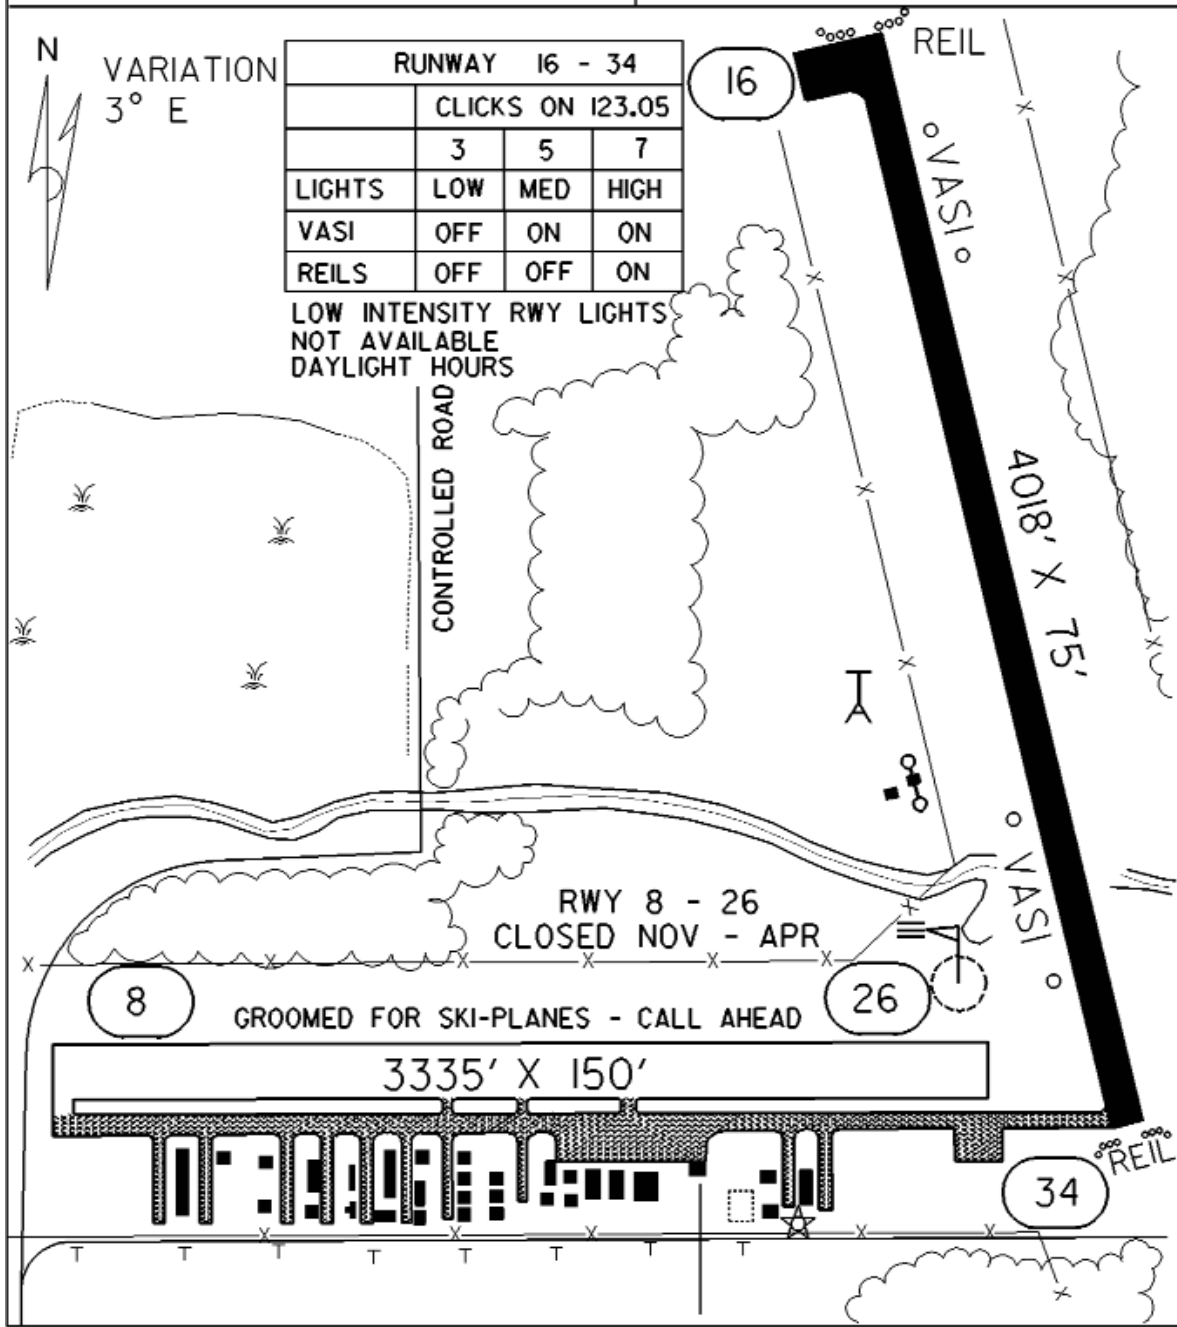 N
VARIATION
3° E
RUNWAY 16 - 34
CLICKS ON 123.05
3 5 7
LIGHTS LOW MED HIGH
VASI OFF ON ON
REILS OFF OFF ON
LOW INTENSITY RWY LIGHTS
NOT AVAILABLE
DAYLIGHT HOURS
16
REIL
VASI
CONTROLLED ROAD
4018' X 75'
VASI
RWY 8 - 26
CLOSED NOV - APR
8
26
GROOMED FOR SKI-PLANES - CALL AHEAD
3335' X 150'
REIL
34